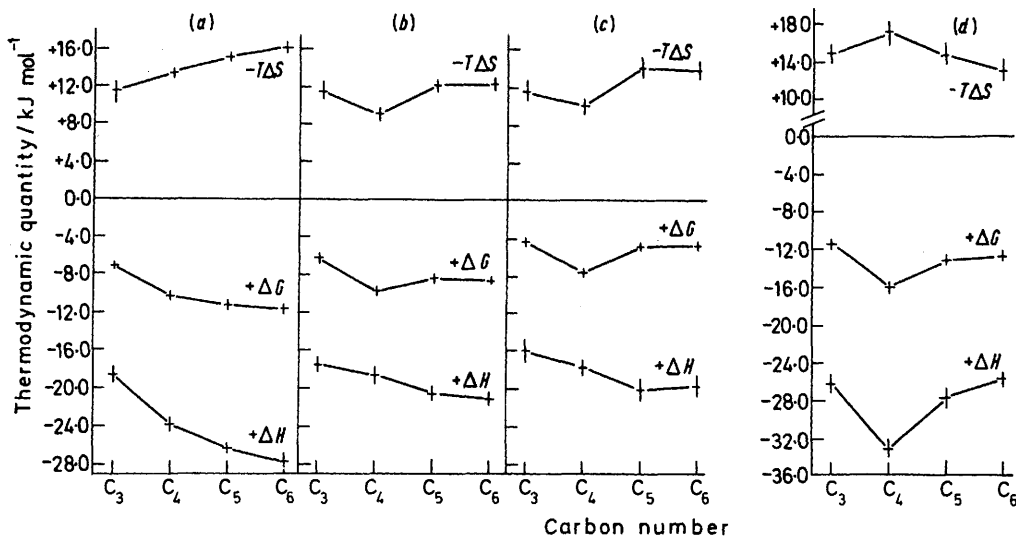 (a)
(b)
(c)
(d)
Thermodynamic quantity / kJ mol⁻¹
+16·0
+12·0
+8·0
+4·0
0·0
−4·0
−8·0
−12·0
−16·0
−20·0
−24·0
−28·0
−TΔS
+ΔG
+ΔH
−TΔS
+ΔG
+ΔH
−TΔS
+ΔG
+ΔH
+18·0
+14·0
+10·0
0·0
−4·0
−8·0
−12·0
−16·0
−20·0
−24·0
−28·0
−32·0
−36·0
−TΔS
+ΔG
+ΔH
C₃ C₄ C₅ C₆
C₃ C₄ C₅ C₆
C₃ C₄ C₅ C₆
C₃ C₄ C₅ C₆
Carbon number